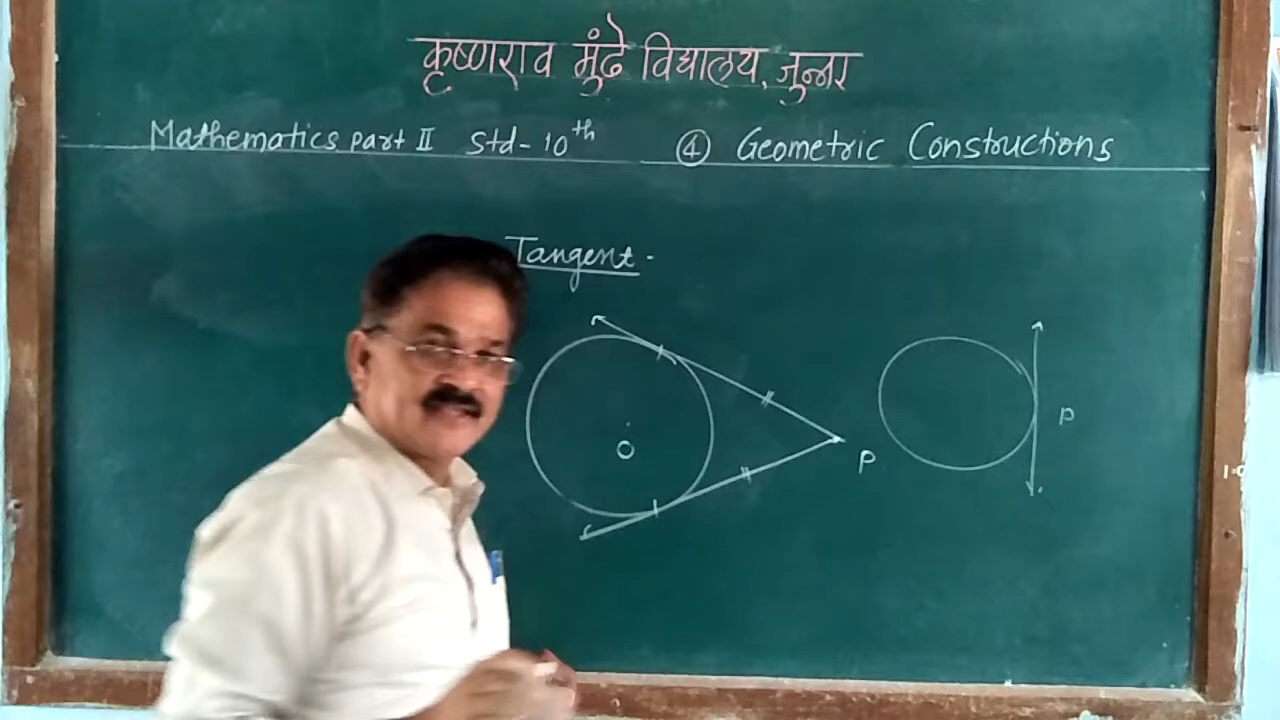 कृष्णराव मुंढे विद्यालय, जुन्नर
Mathematics part II Std - 10th ④ Geometric Constructions
Tangent -
O
P
P